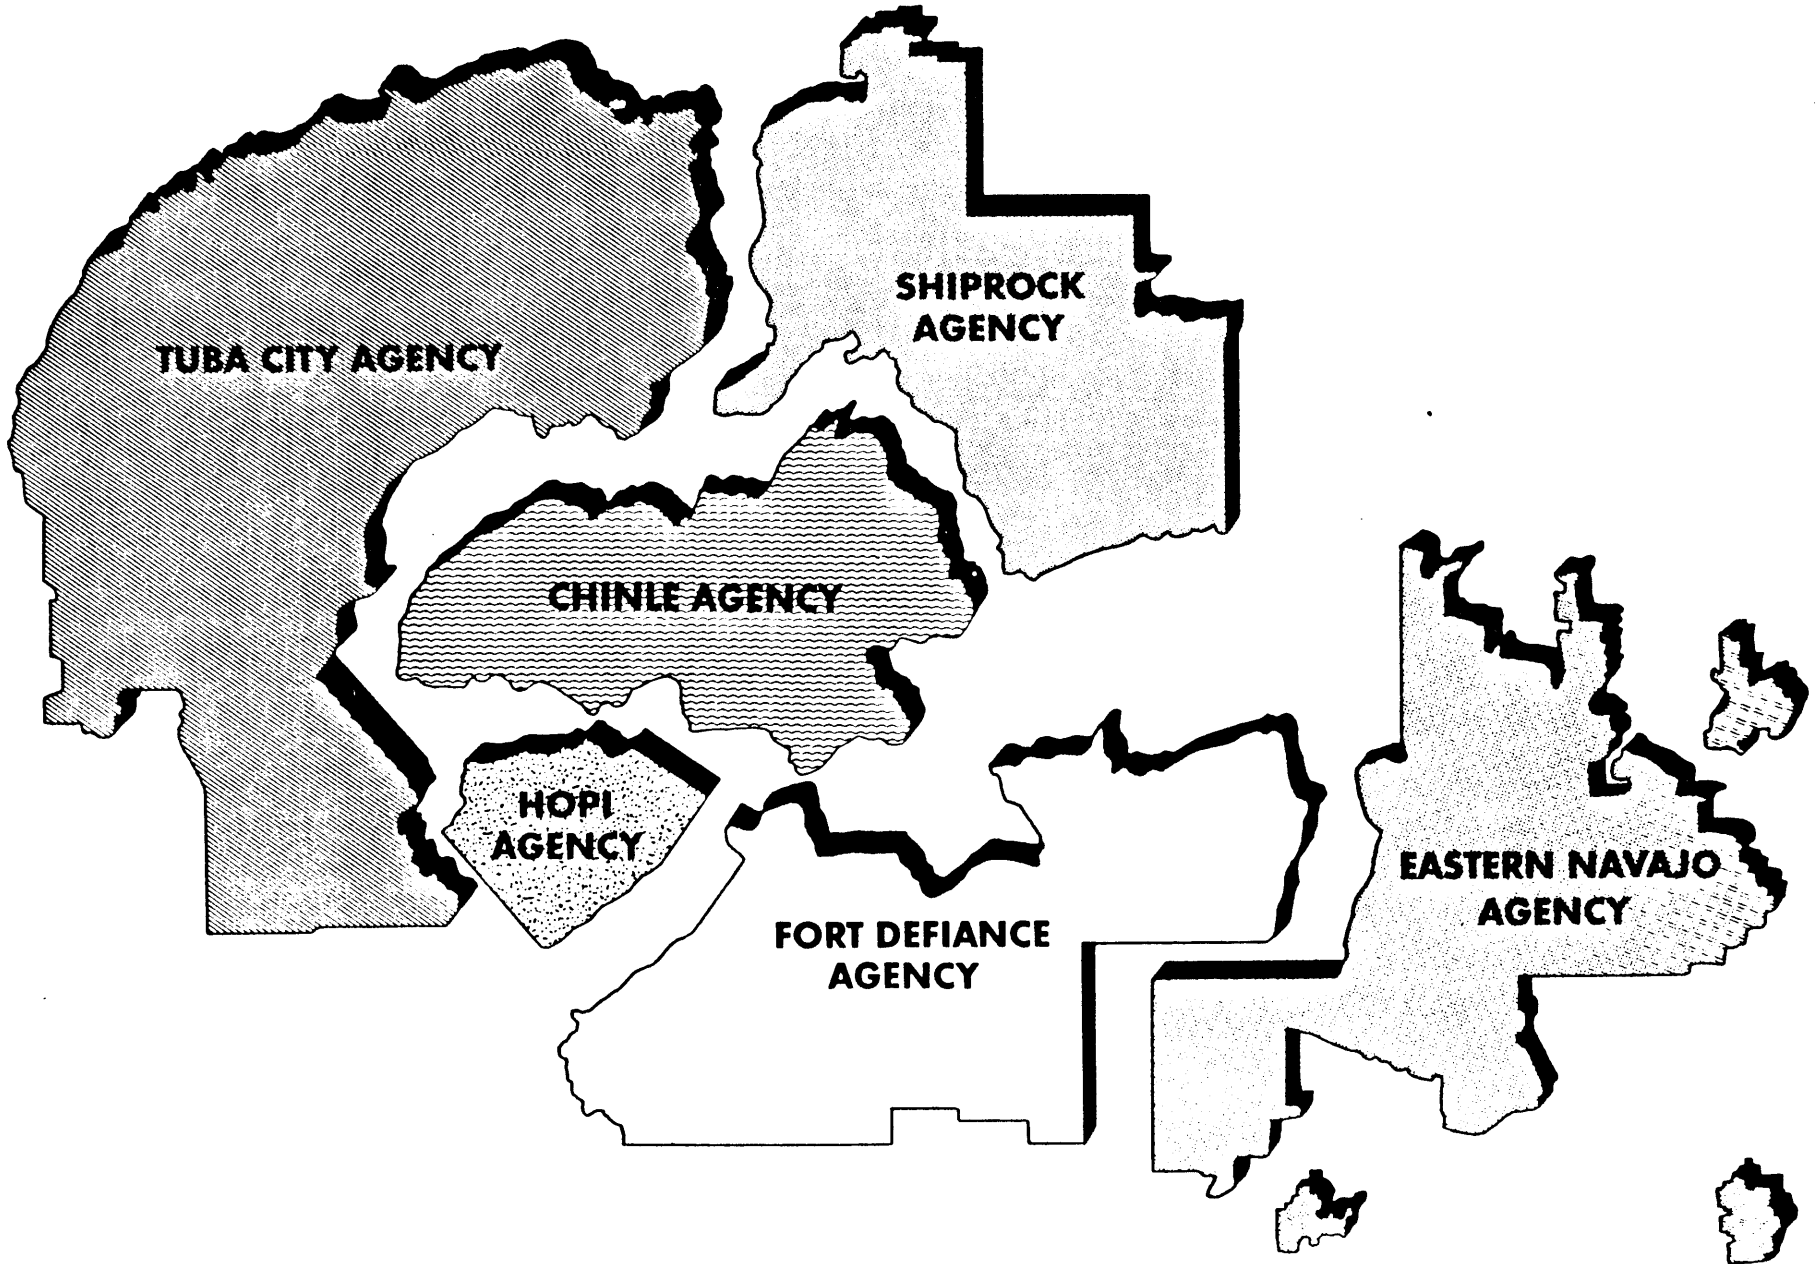 SHIPROCK
AGENCY
TUBA CITY AGENCY
CHINLE AGENCY
HOPI
AGENCY
EASTERN NAVAJO
AGENCY
FORT DEFIANCE
AGENCY